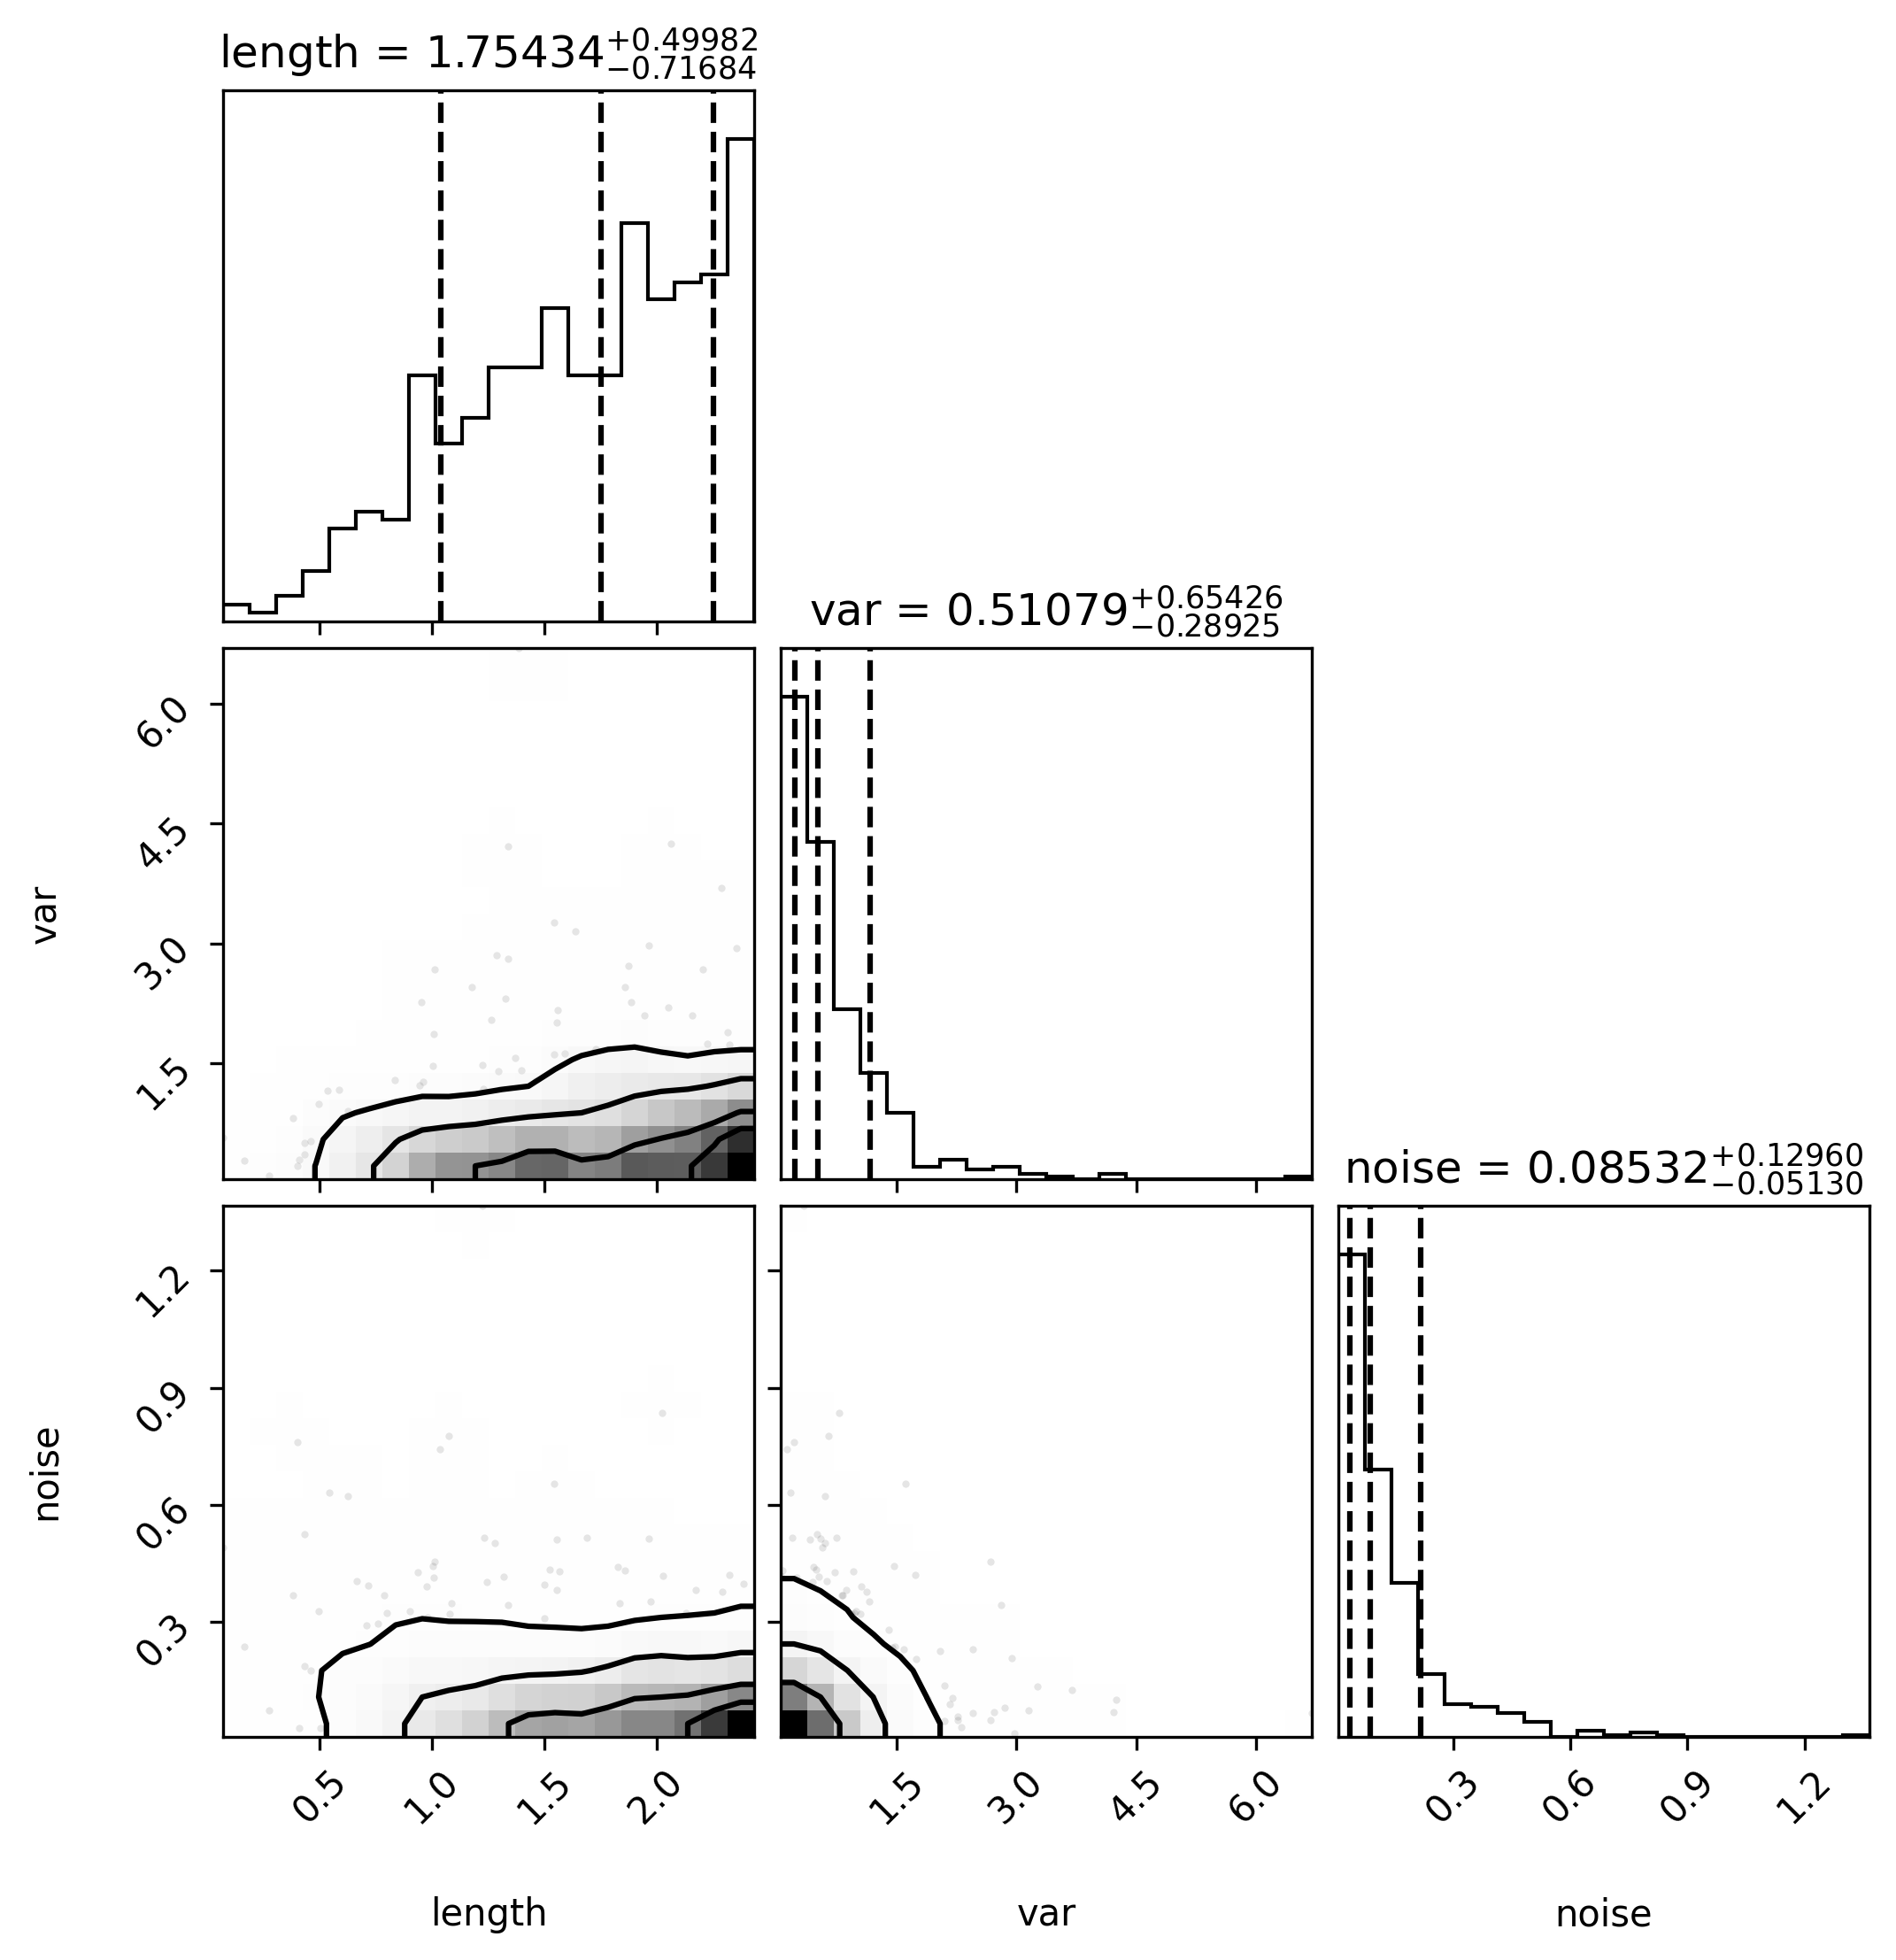 length = 1.75434 +0.49982 −0.71684
var = 0.51079 +0.65426 −0.28925
6.0
4.5
3.0
1.5
var
noise = 0.08532 +0.12960 −0.05130
1.2
0.9
0.6
0.3
noise
0.5 1.0 1.5 2.0 1.5 3.0 4.5 6.0 0.3 0.6 0.9 1.2
length var noise